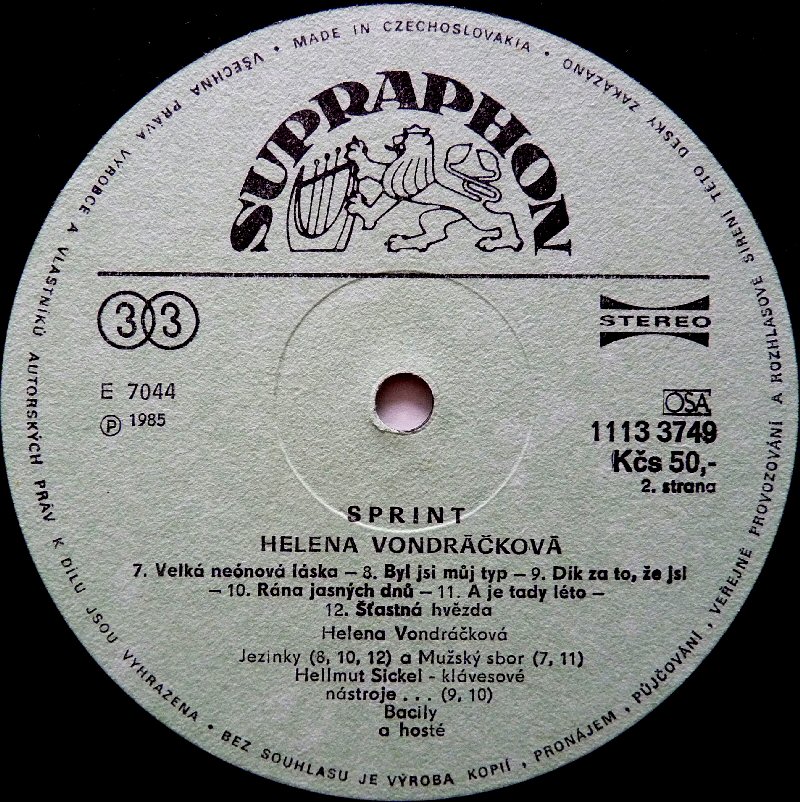 • MADE IN CZECHOSLOVAKIA •
VŠECHNA PRÁVA VÝROBCE A VLASTNÍKŮ AUTORSKÝCH PRÁV K DÍLU JSOU VYHRAZENA • BEZ SOUHLASU JE VÝROBA KOPIÍ, PRONÁJEM, PŮJČOVÁNÍ, VEŘEJNÉ PROVOZOVÁNÍ A ROZHLASOVÉ ŠÍŘENÍ TÉTO DESKY ZAKÁZÁNO
SUPRAPHON
33
STEREO
E 7044
Ⓟ 1985
OSA
1113 3749
Kčs 50,-
2. strana
SPRINT
HELENA VONDRÁČKOVÁ
7. Velká neónová láska – 8. Byl jsi můj typ – 9. Dík za to, že jsi
– 10. Rána jasných dnů – 11. A je tady léto –
12. Šťastná hvězda
Helena Vondráčková
Jezinky (8, 10, 12) a Mužský sbor (7, 11)
Hellmut Sickel - klávesové
nástroje . . . (9, 10)
Bacily
a hosté